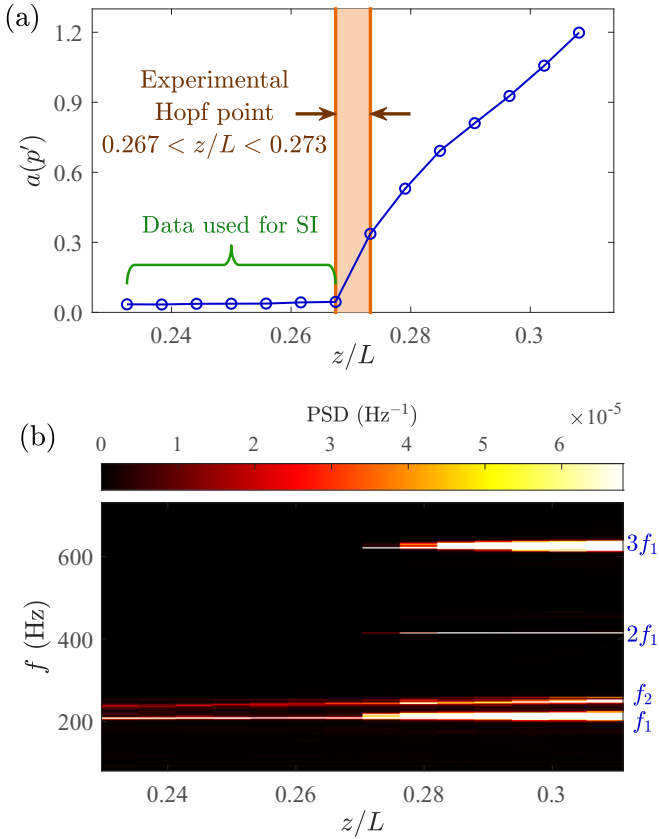 (a)
1.2
0.9
0.6
0.3
0.0
a(p′)
Experimental
Hopf point
0.267 < z/L < 0.273
Data used for SI
0.24
0.26
0.28
0.3
z/L
(b)
PSD (Hz⁻¹)
×10⁻⁵
0
1
2
3
4
5
6
600
400
200
f (Hz)
3f₁
2f₁
f₂
f₁
0.24
0.26
0.28
0.3
z/L